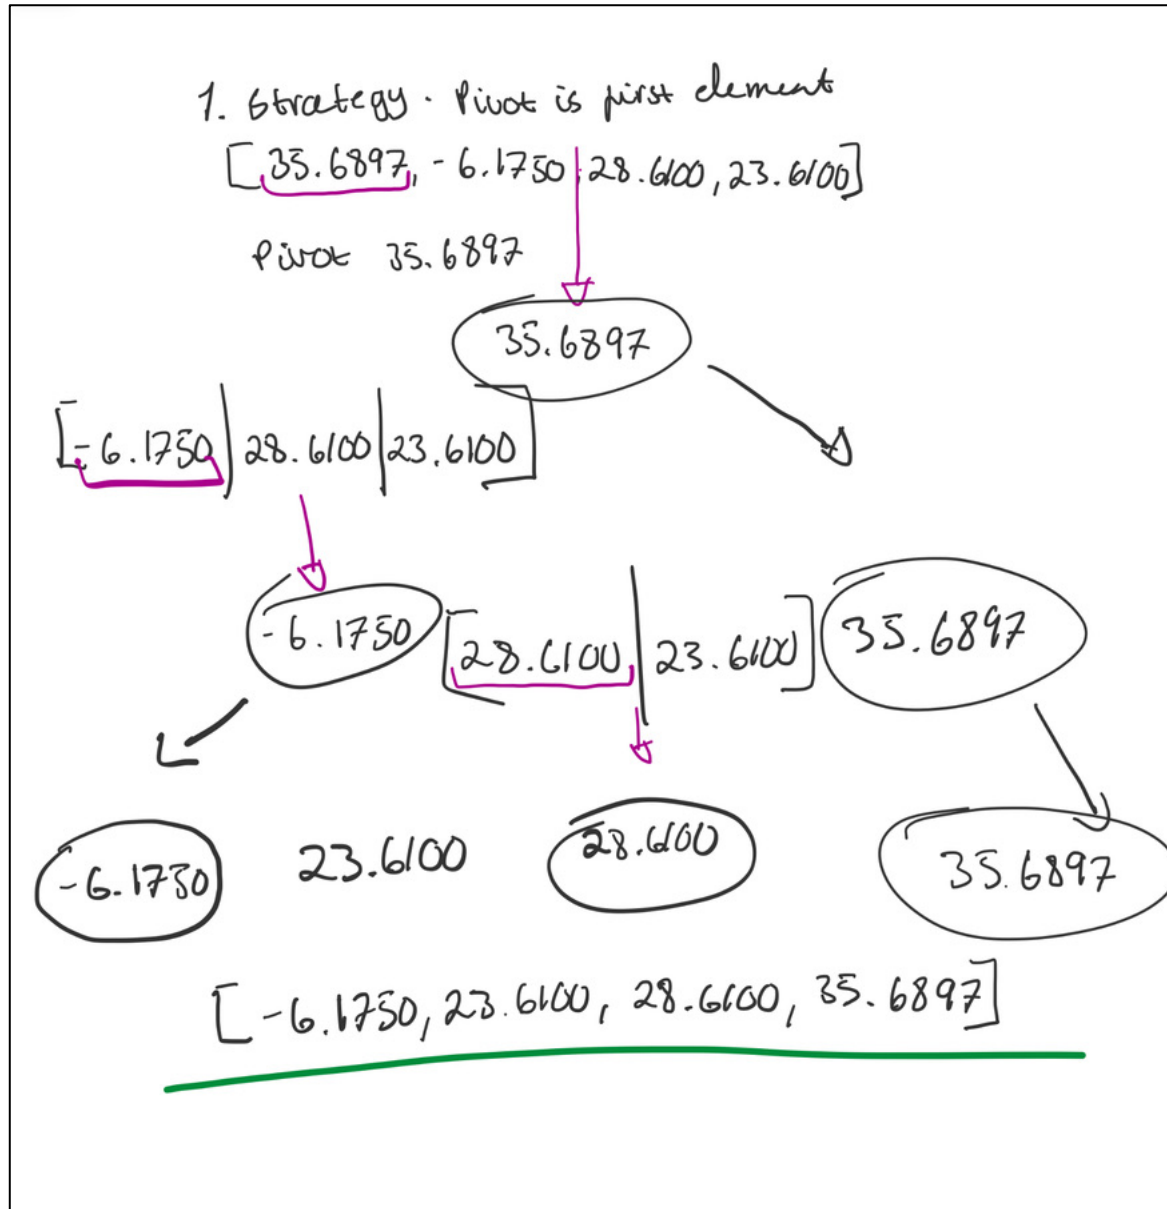 1. Strategy. Pivot is first element
[35.6897, -6.1750, 28.6100, 23.6100]
Pivot 35.6897
35.6897
[-6.1750 | 28.6100 | 23.6100]
-6.1750 [28.6100 | 23.6100] 35.6897
-6.1750 23.6100 28.6100 35.6897
[-6.1750, 23.6100, 28.6100, 35.6897]